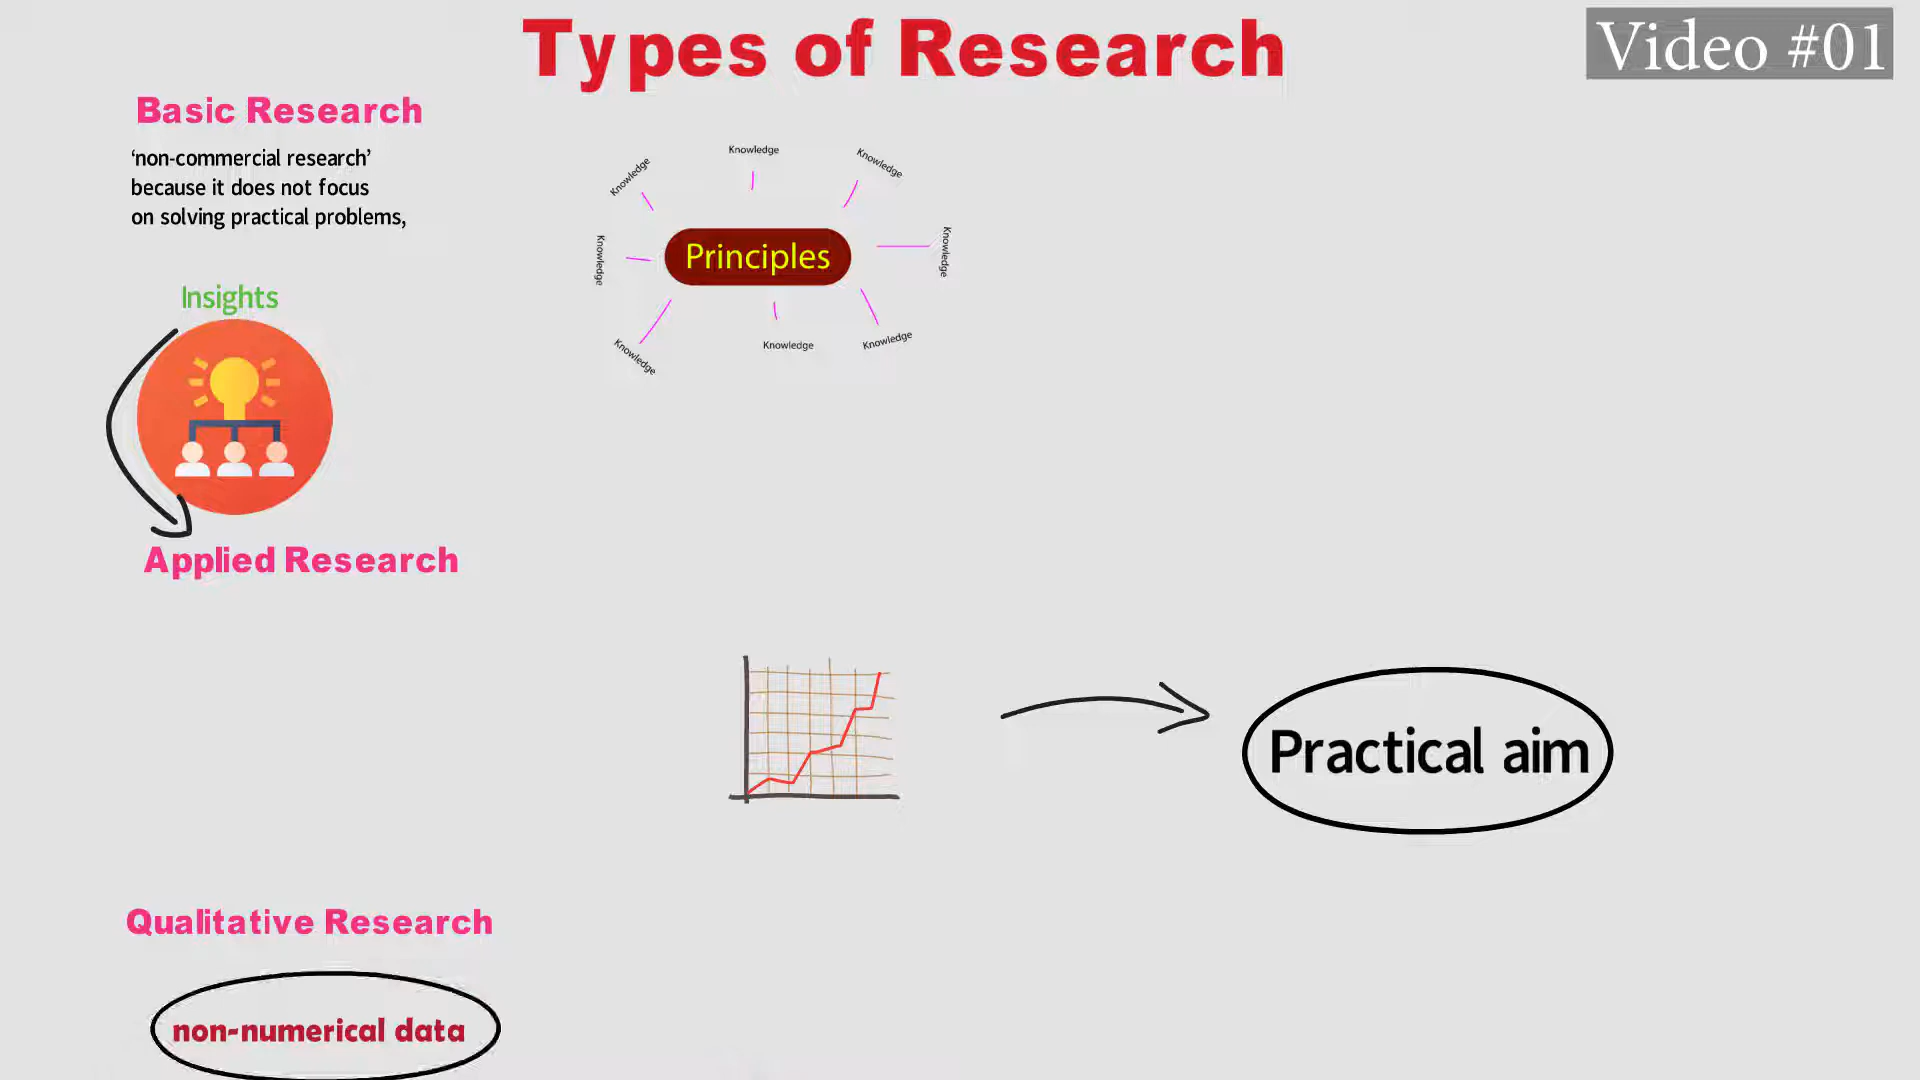 Types of Research
Video #01
Basic Research
‘non-commercial research’
because it does not focus
on solving practical problems,
Knowledge
Knowledge
Knowledge
Knowledge
Principles
Knowledge
Knowledge
Knowledge
Knowledge
Insights
Applied Research
Practical aim
Qualitative Research
non-numerical data